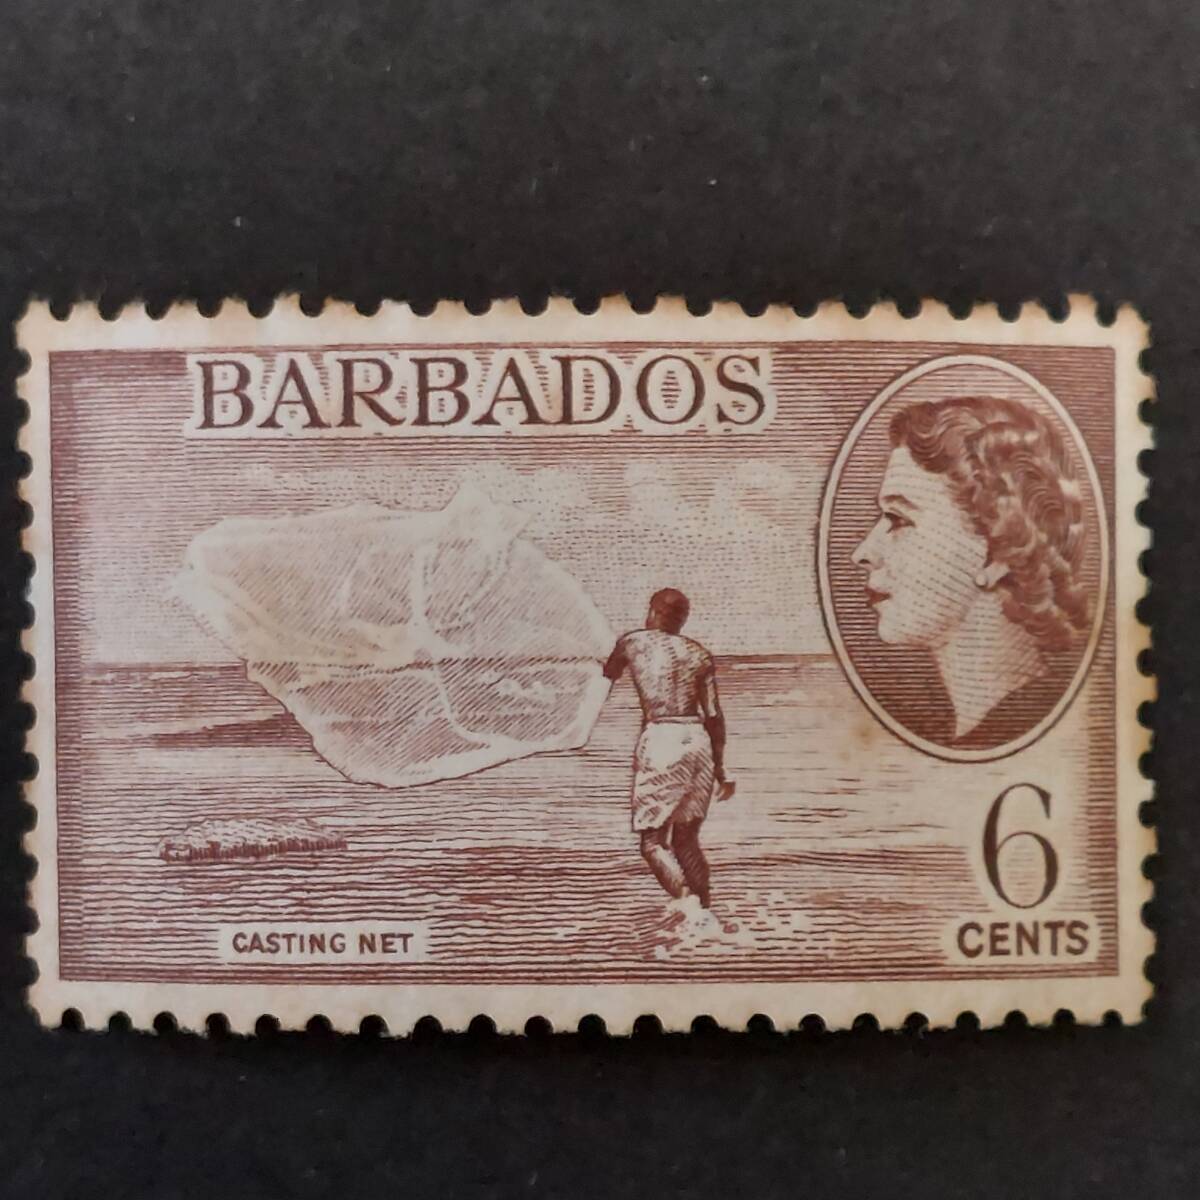 BARBADOS
6
CENTS
CASTING NET